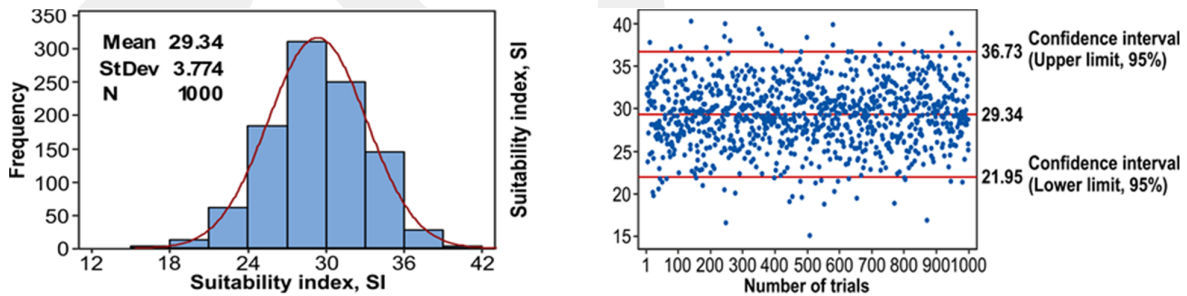 350
300
250
200
150
100
50
0
Frequency
Mean 29.34
StDev 3.774
N 1000
12 18 24 30 36 42
Suitability index, SI
Suitability index, SI
40
35
30
25
20
15
1 100 200 300 400 500 600 700 800 9001000
Number of trials
36.73 Confidence interval
(Upper limit, 95%)
29.34
Confidence interval
21.95 (Lower limit, 95%)